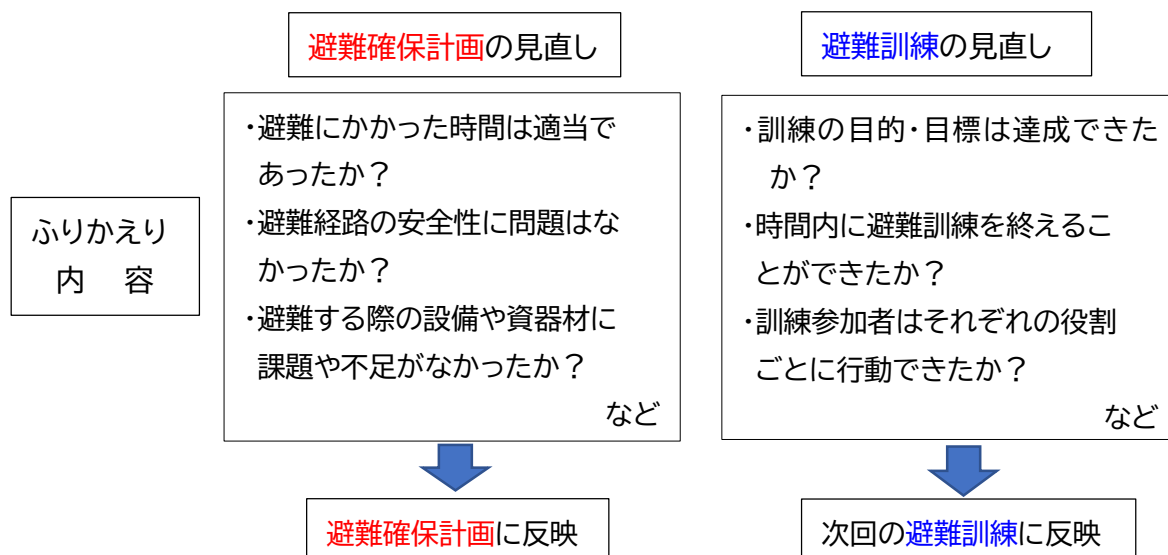 避難確保計画の見直し
避難訓練の見直し
ふりかえり
内 容
・避難にかかった時間は適当で
あったか？
・避難経路の安全性に問題はな
かったか？
・避難する際の設備や資器材に
課題や不足がなかったか？
など
・訓練の目的・目標は達成できた
か？
・時間内に避難訓練を終えるこ
とができたか？
・訓練参加者はそれぞれの役割
ごとに行動できたか？
など
避難確保計画に反映
次回の避難訓練に反映